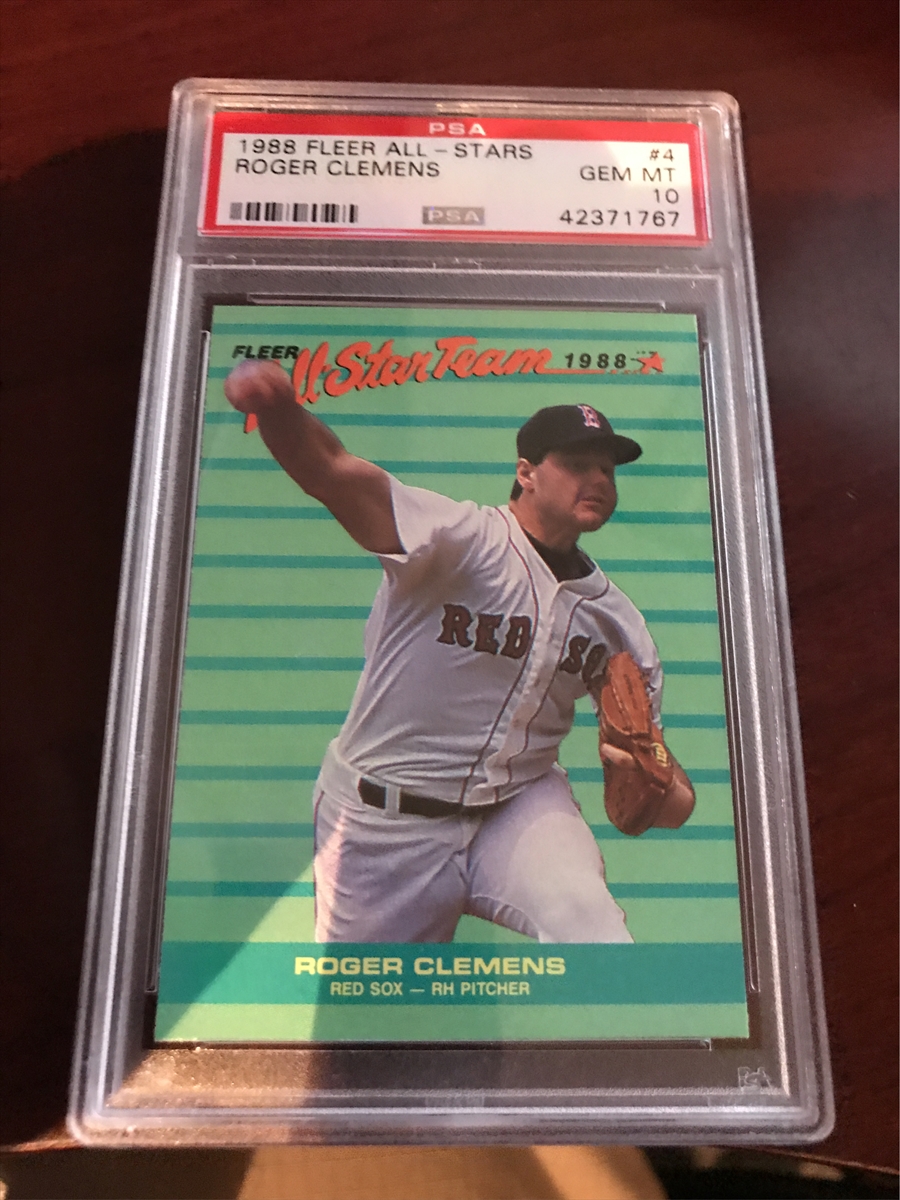 PSA
1988 FLEER ALL-STARS #4
ROGER CLEMENS GEM MT
10
PSA 42371767
FLEER All-Star Team 1988
B
RED SO
ROGER CLEMENS
RED SOX — RH PITCHER